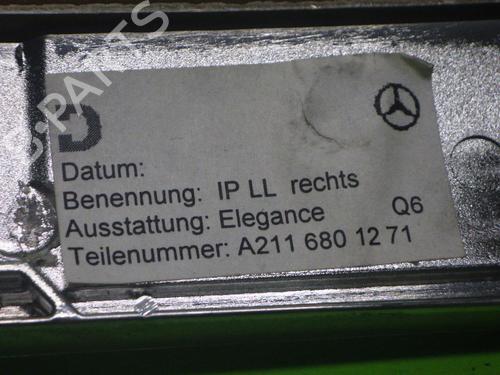 Datum:
Benennung: IP LL rechts
Ausstattung: Elegance Q6
Teilenummer: A211 680 12 71